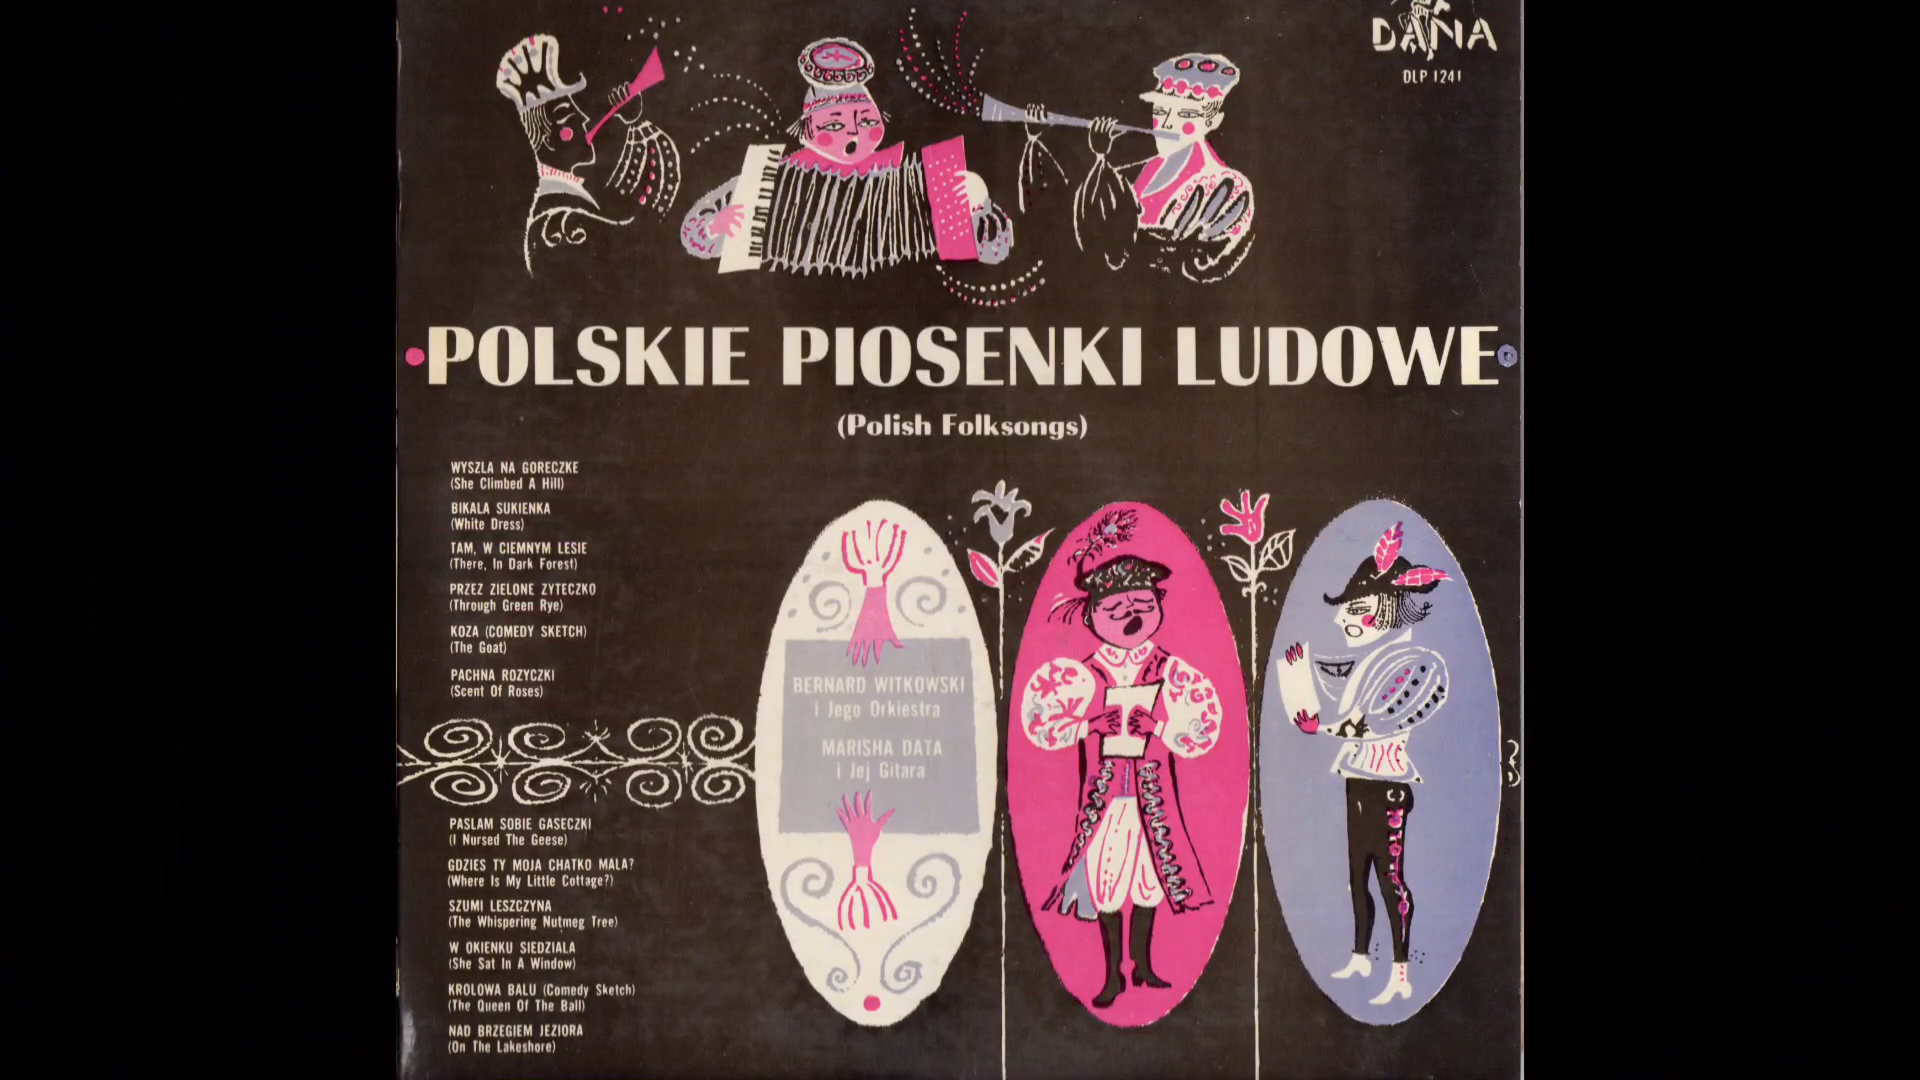 DANA
DLP 1241
POLSKIE PIOSENKI LUDOWE
(Polish Folksongs)
WYSZLA NA GORECZKE
(She Climbed A Hill)
BIKALA SUKIENKA
(White Dress)
TAM, W CIEMNYM LESIE
(There, In Dark Forest)
PRZEZ ZIELONE ZYTECZKO
(Through Green Rye)
KOZA (COMEDY SKETCH)
(The Goat)
PACHNA ROZYCZKI
(Scent Of Roses)
BERNARD WITKOWSKI
i Jego Orkiestra
MARISHA DATA
i Jej Gitara
PASLAM SOBIE GASECZKI
(I Nursed The Geese)
GDZIES TY MOJA CHATKO MALA?
(Where Is My Little Cottage?)
SZUMI LESZCZYNA
(The Whispering Nutmeg Tree)
W OKIENKU SIEDZIALA
(She Sat In A Window)
KROLOWA BALU (Comedy Sketch)
(The Queen Of The Ball)
NAD BRZEGIEM JEZIORA
(On The Lakeshore)